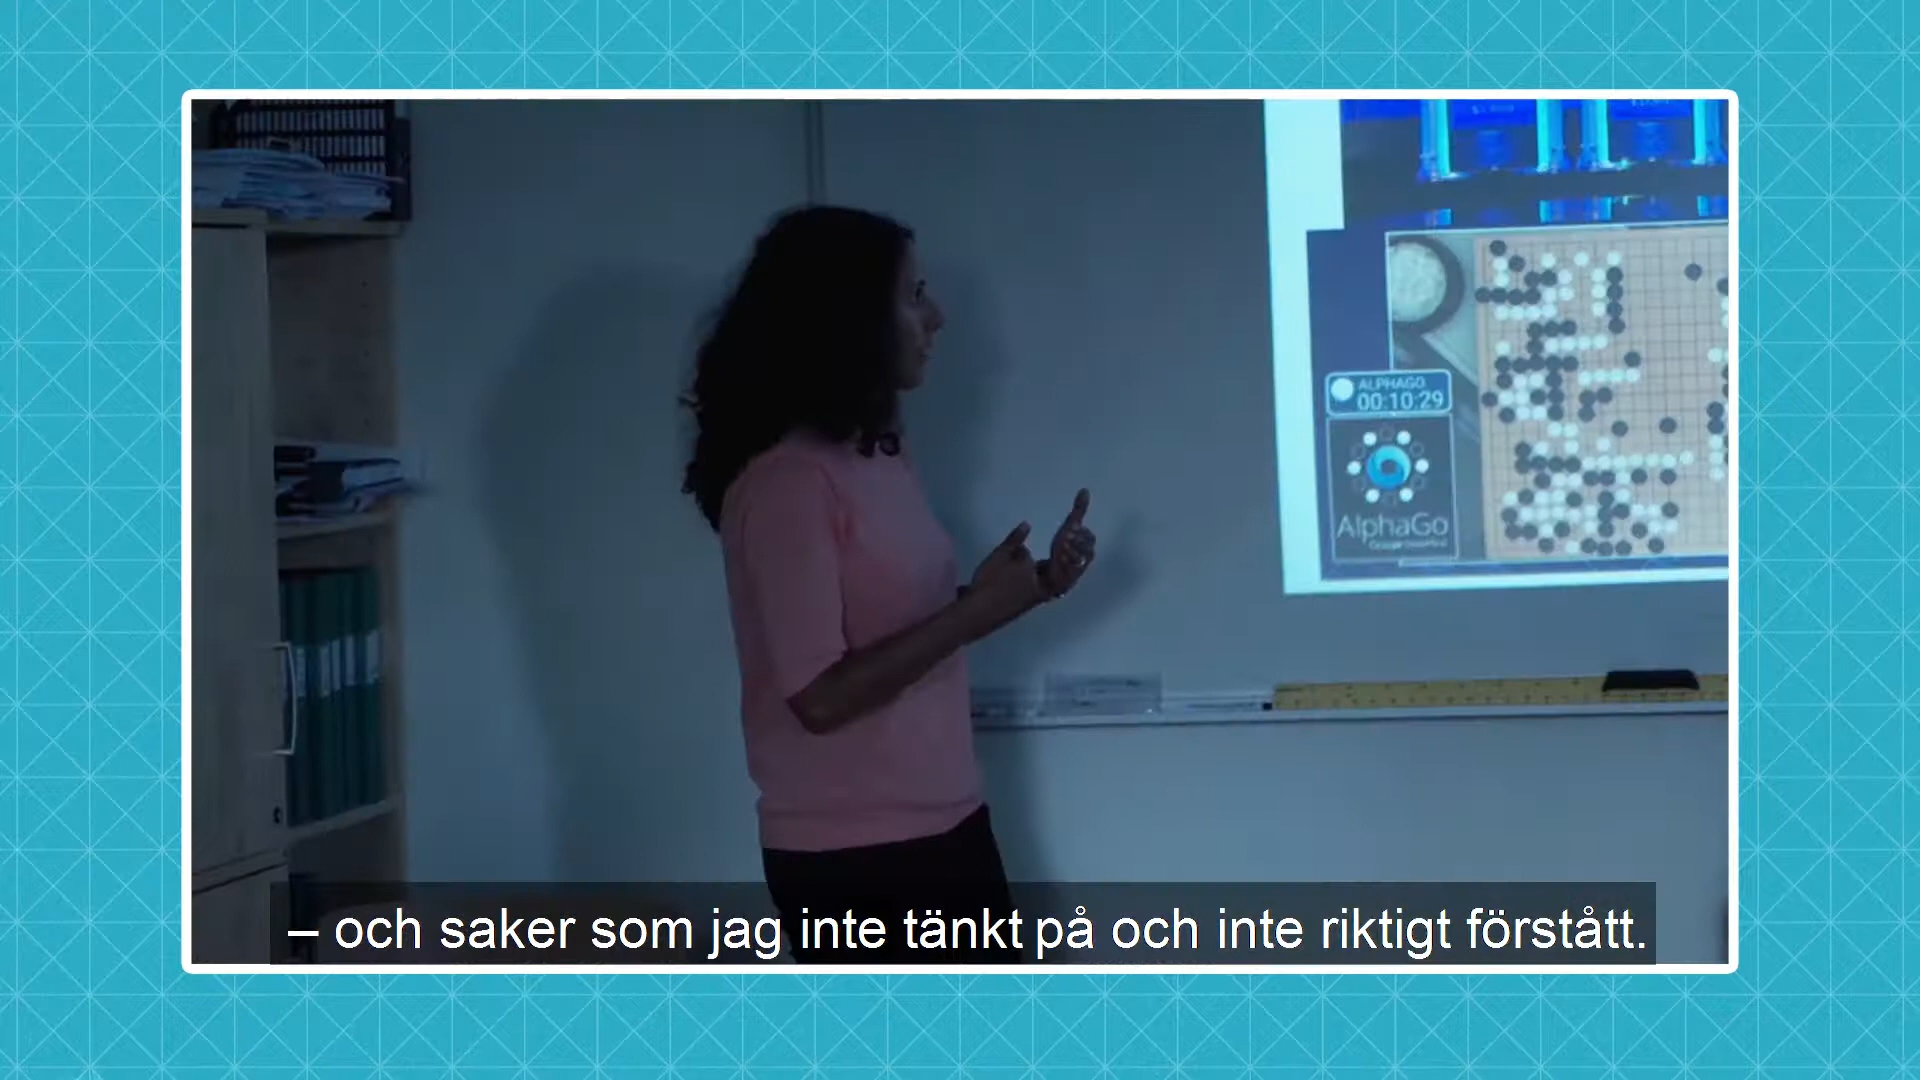 ALPHAGO
00:10:29
AlphaGo
– och saker som jag inte tänkt på och inte riktigt förstått.